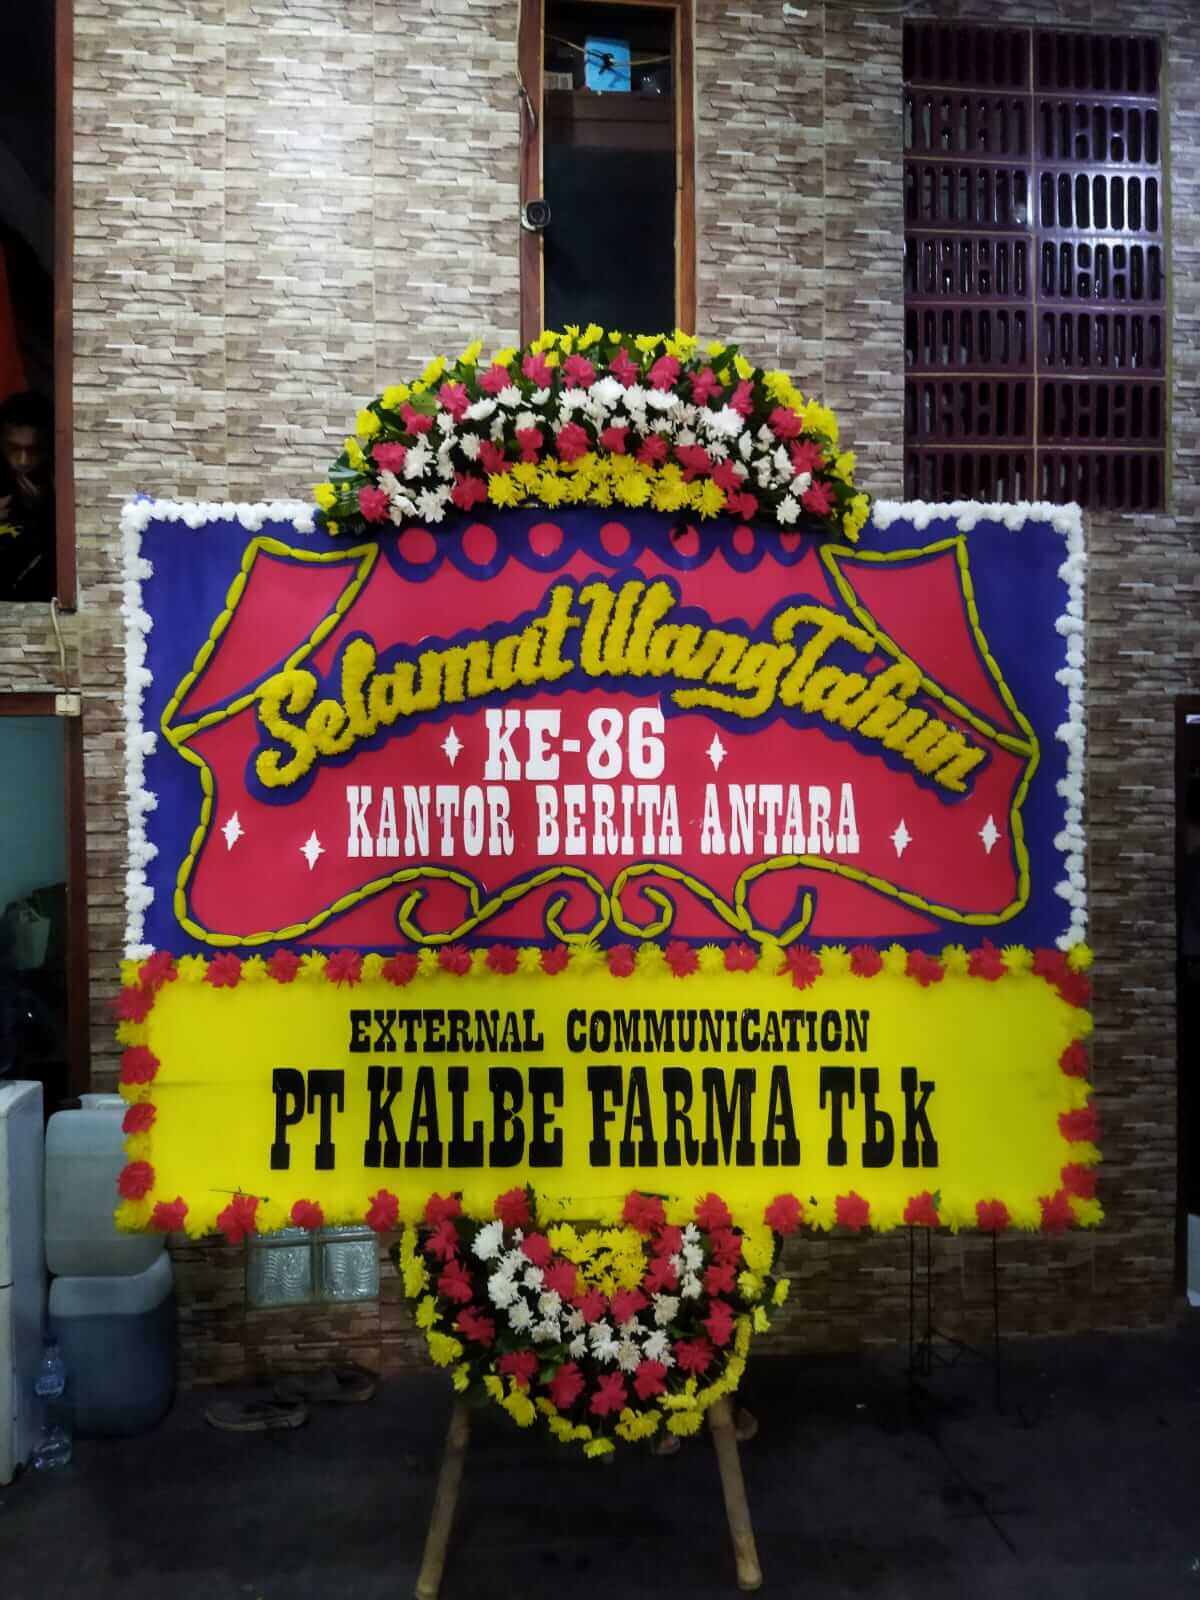 Selamat Ulang Tahun
KE-86
KANTOR BERITA ANTARA
EXTERNAL COMMUNICATION
PT KALBE FARMA Tbk